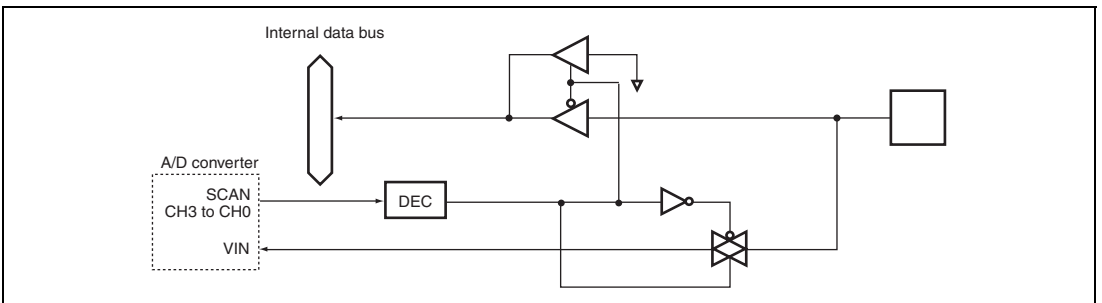 Internal data bus
A/D converter
SCAN
CH3 to CH0
DEC
VIN